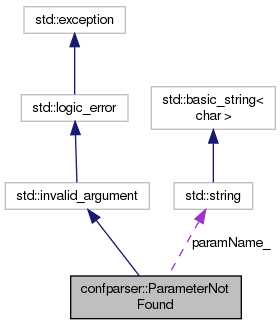 std::exception
std::logic_error
std::basic_string<
char >
std::invalid_argument
std::string
paramName_
confparser::ParameterNot
Found